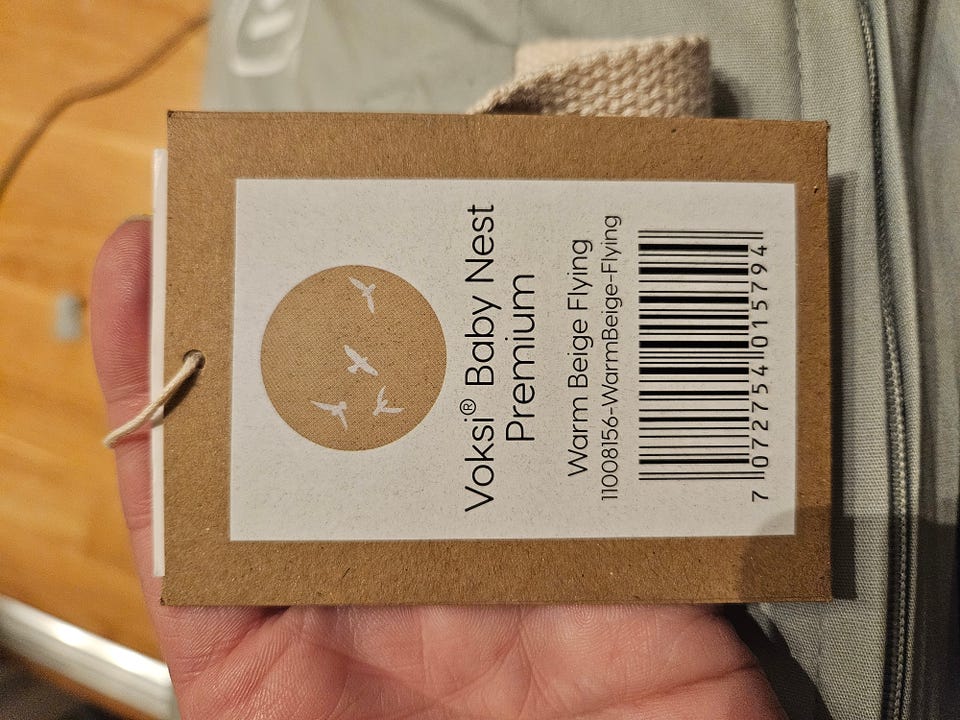 Voksi® Baby Nest
Premium
Warm Beige Flying
11008156-WarmBeige-Flying
7 072754 015794